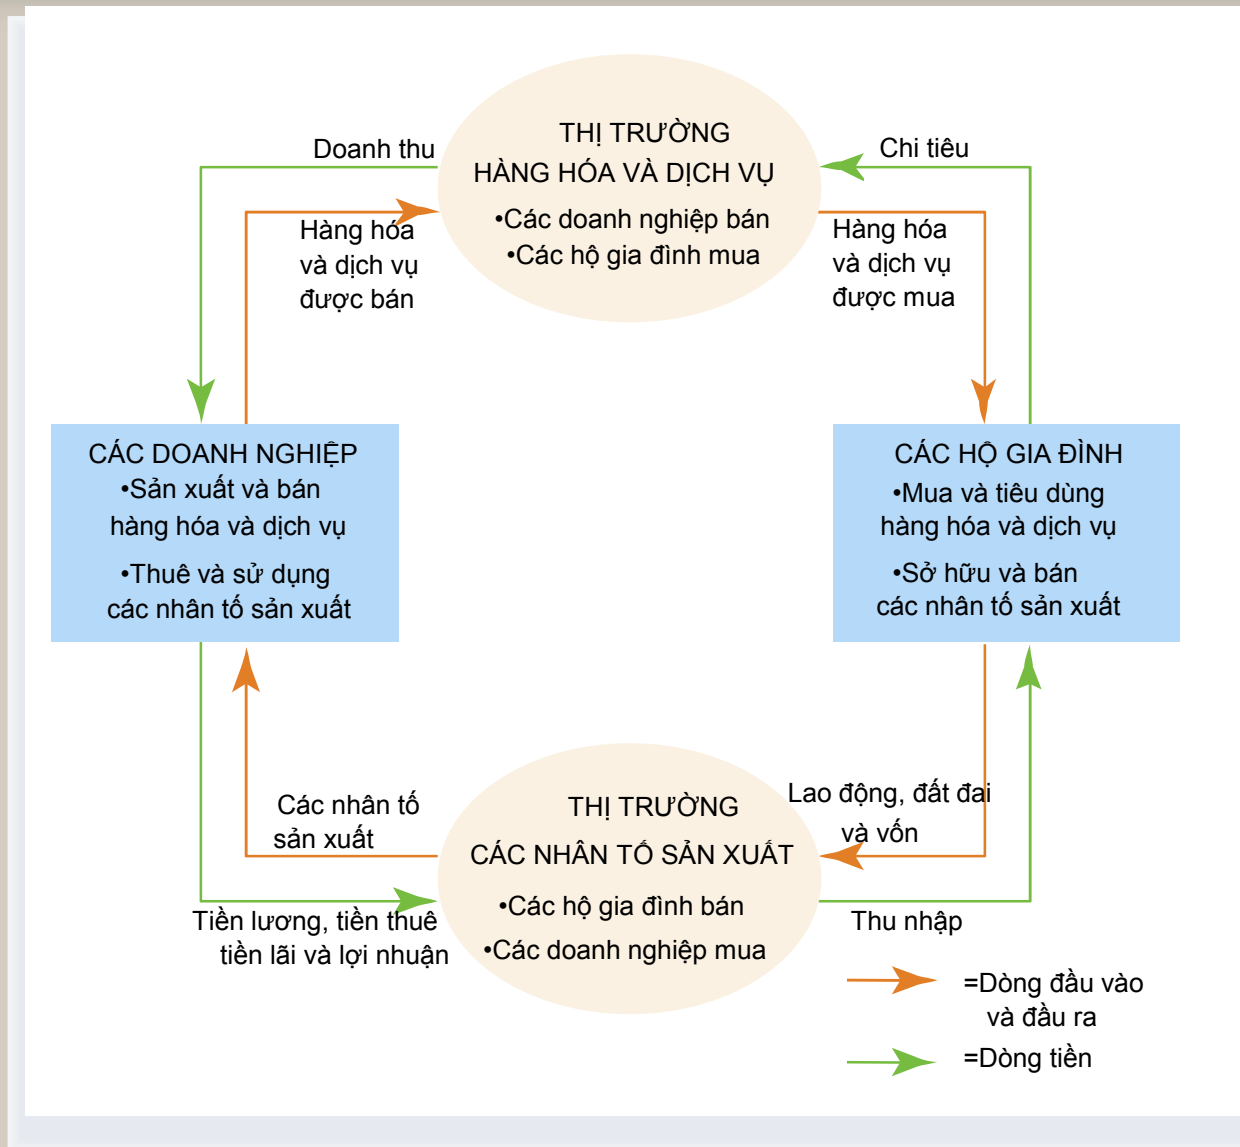 THỊ TRƯỜNG
HÀNG HÓA VÀ DỊCH VỤ
•Các doanh nghiệp bán
•Các hộ gia đình mua
Doanh thu
Chi tiêu
Hàng hóa
và dịch vụ
được bán
Hàng hóa
và dịch vụ
được mua
CÁC DOANH NGHIỆP
•Sản xuất và bán
hàng hóa và dịch vụ
•Thuê và sử dụng
các nhân tố sản xuất
CÁC HỘ GIA ĐÌNH
•Mua và tiêu dùng
hàng hóa và dịch vụ
•Sở hữu và bán
các nhân tố sản xuất
Các nhân tố
sản xuất
THỊ TRƯỜNG
CÁC NHÂN TỐ SẢN XUẤT
•Các hộ gia đình bán
•Các doanh nghiệp mua
Lao động, đất đai
và vốn
Tiền lương, tiền thuê
tiền lãi và lợi nhuận
Thu nhập
=Dòng đầu vào
và đầu ra
=Dòng tiền